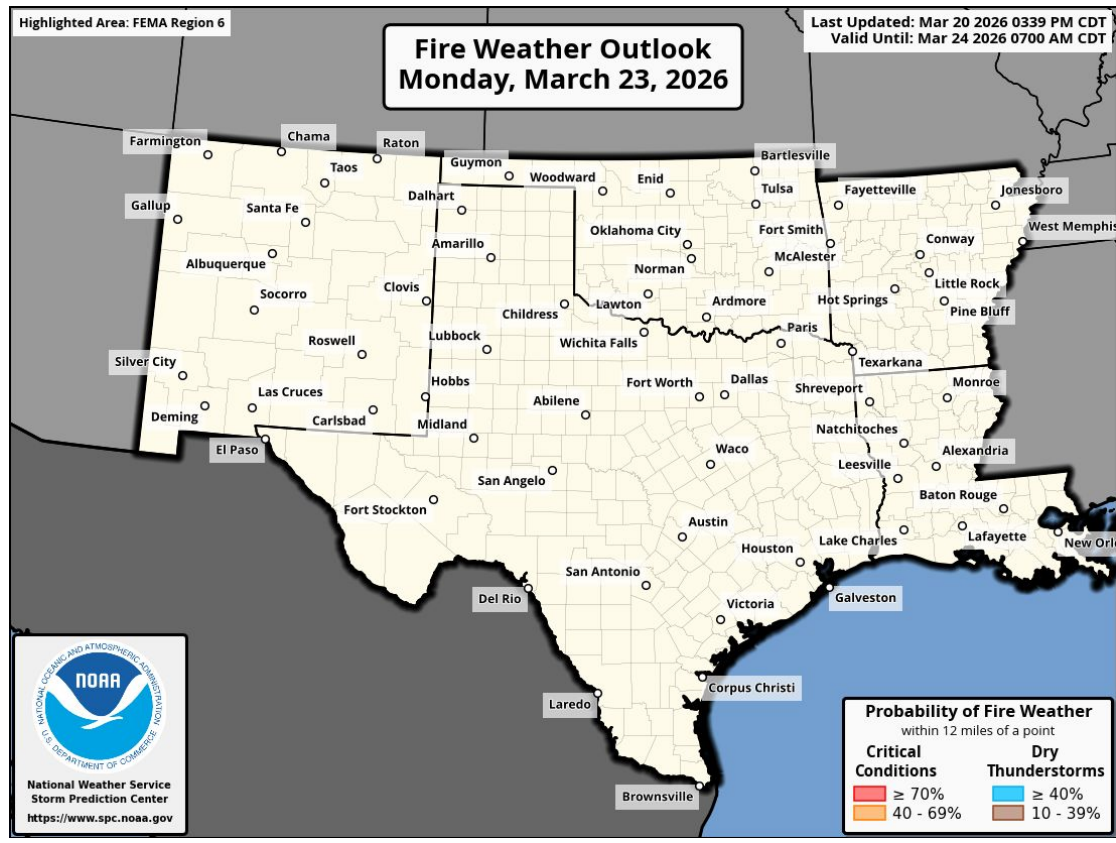 Highlighted Area: FEMA Region 6
Fire Weather Outlook
Monday, March 23, 2026
Last Updated: Mar 20 2026 0339 PM CDT
Valid Until: Mar 24 2026 0700 AM CDT
Farmington
Chama
Raton
Taos
Guymon
Woodward
Enid
Bartlesville
Tulsa
Fayetteville
Jonesboro
Gallup
Santa Fe
Dalhart
Oklahoma City
Fort Smith
West Memphis
Albuquerque
Amarillo
Norman
McAlester
Conway
Socorro
Clovis
Childress
Lawton
Ardmore
Hot Springs
Little Rock
Pine Bluff
Roswell
Lubbock
Wichita Falls
Paris
Texarkana
Silver City
Las Cruces
Hobbs
Fort Worth
Dallas
Shreveport
Monroe
Deming
Carlsbad
Abilene
Midland
Natchitoches
El Paso
San Angelo
Waco
Leesville
Alexandria
Fort Stockton
Austin
Baton Rouge
Houston
Lake Charles
Lafayette
New Orl
Del Rio
San Antonio
Galveston
Victoria
Laredo
Corpus Christi
Brownsville
NATIONAL OCEANIC AND ATMOSPHERIC ADMINISTRATION
NOAA
U.S. DEPARTMENT OF COMMERCE
National Weather Service
Storm Prediction Center
https://www.spc.noaa.gov
Probability of Fire Weather
within 12 miles of a point
Critical Conditions
≥ 70%
40 - 69%
Dry Thunderstorms
≥ 40%
10 - 39%